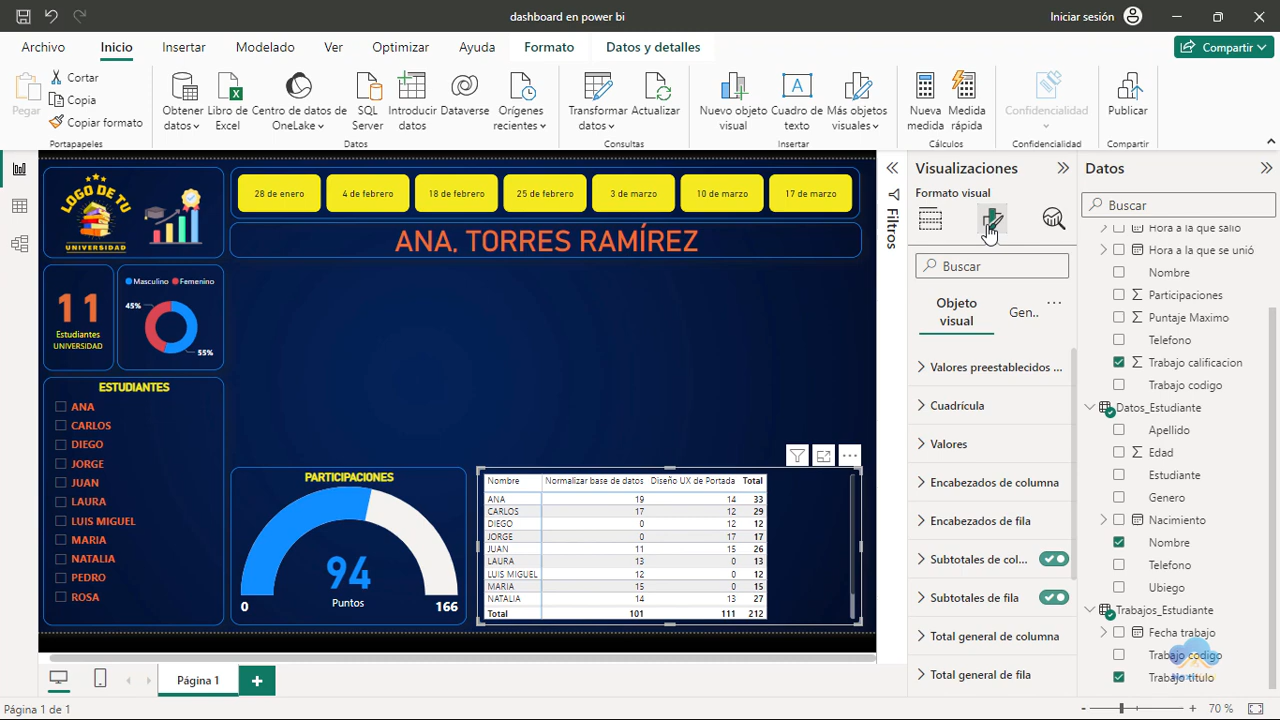 dashboard en power bi
Iniciar sesión
Archivo Inicio Insertar Modelado Ver Optimizar Ayuda Formato Datos y detalles Compartir
Pegar
Cortar
Copia
Copiar formato
Portapapeles
Obtener datos
Libro de Excel
Centro de datos de OneLake
SQL Server
Introducir datos
Dataverse
Orígenes recientes
Datos
Transformar datos
Actualizar
Consultas
Nuevo objeto visual
Cuadro de texto
Más objetos visuales
Insertar
Nueva medida
Medida rápida
Cálculos
Confidencialidad
Confidencialidad
Publicar
Compartir
LOGO DE TU
UNIVERSIDAD
28 de enero 4 de febrero 18 de febrero 25 de febrero 3 de marzo 10 de marzo 17 de marzo
ANA, TORRES RAMÍREZ
11
Estudiantes
UNIVERSIDAD
Masculino Femenino
45%
55%
ESTUDIANTES
ANA
CARLOS
DIEGO
JORGE
JUAN
LAURA
LUIS MIGUEL
MARIA
NATALIA
PEDRO
ROSA
PARTICIPACIONES
94
Puntos
0 166
Nombre Normalizar base de datos Diseño UX de Portada Total
ANA 19 14 33
CARLOS 17 12 29
DIEGO 0 12 12
JORGE 0 17 17
JUAN 11 15 26
LAURA 13 0 13
LUIS MIGUEL 12 0 12
MARIA 15 0 15
NATALIA 14 13 27
Total 101 111 212
Filtros
Visualizaciones
Formato visual
Buscar
Objeto visual
Gen..
Valores preestablecidos ...
Cuadrícula
Valores
Encabezados de columna
Encabezados de fila
Subtotales de col...
Subtotales de fila
Total general de columna
Total general de fila
Datos
Buscar
Hora a la que salió
Hora a la que se unió
Nombre
Participaciones
Puntaje Maximo
Telefono
Trabajo calificacion
Trabajo codigo
Datos_Estudiante
Apellido
Edad
Estudiante
Genero
Nacimiento
Nombre
Telefono
Ubiego
Trabajos_Estudiante
Fecha trabajo
Trabajo codigo
Trabajo titulo
Página 1
Página 1 de 1
70 %